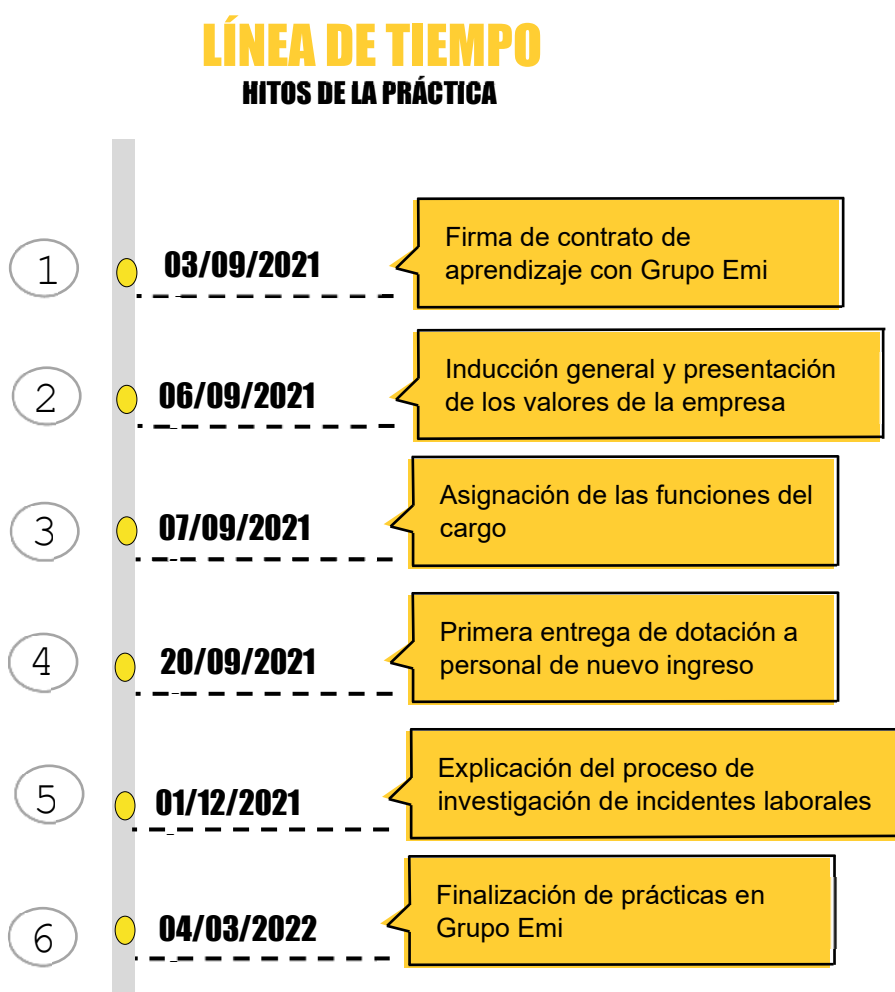 LÍNEA DE TIEMPO
HITOS DE LA PRÁCTICA
1
03/09/2021
Firma de contrato de
aprendizaje con Grupo Emi
2
06/09/2021
Inducción general y presentación
de los valores de la empresa
3
07/09/2021
Asignación de las funciones del
cargo
4
20/09/2021
Primera entrega de dotación a
personal de nuevo ingreso
5
01/12/2021
Explicación del proceso de
investigación de incidentes laborales
6
04/03/2022
Finalización de prácticas en
Grupo Emi